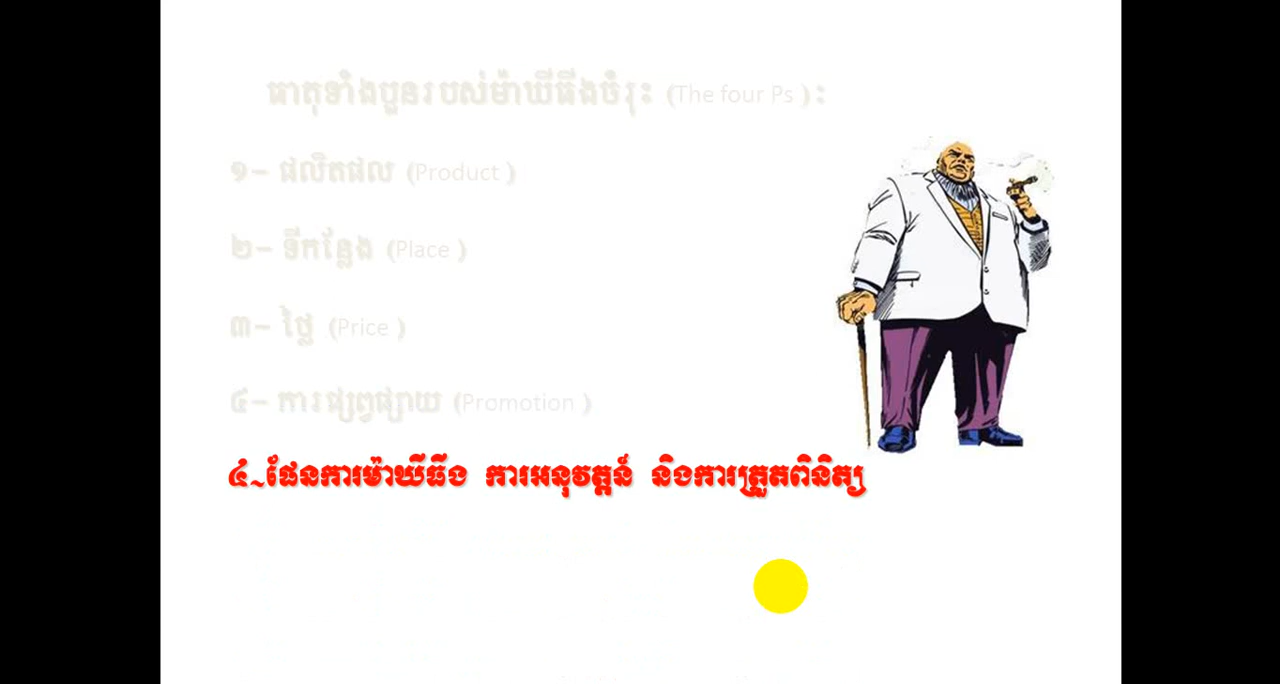 ធាតុទាំងបួនរបស់ម៉ាឃីធីងចំរុះ (The four Ps ) ៖
១- ផលិតផល (Product )
២- ទីកន្លែង (Place )
៣- ថ្លៃ (Price )
៤- ការផ្សព្វផ្សាយ (Promotion )
៤~ផែនការម៉ាឃីធីង ការអនុវត្តន៍ និងការត្រួតពិនិត្យ